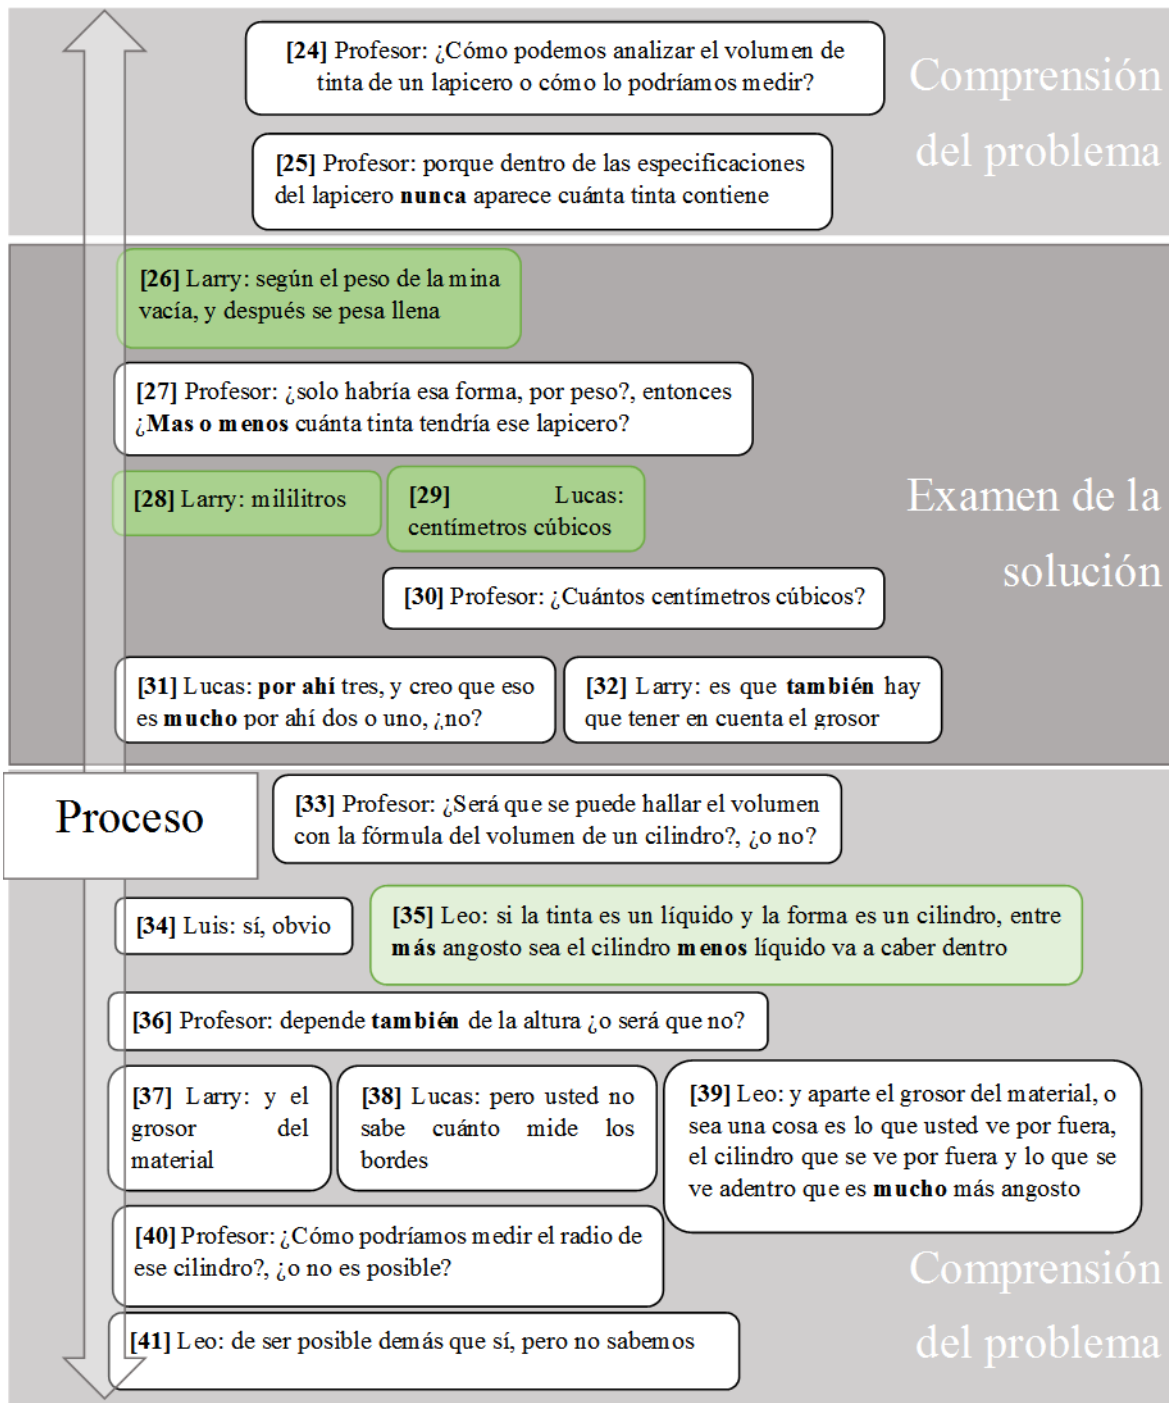 [24] Profesor: ¿Cómo podemos analizar el volumen de
tinta de un lapicero o cómo lo podríamos medir?
Comprensión
del problema
[25] Profesor: porque dentro de las especificaciones
del lapicero nunca aparece cuánta tinta contiene
[26] Larry: según el peso de la mina
vacía, y después se pesa llena
[27] Profesor: ¿solo habría esa forma, por peso?, entonces
¿Mas o menos cuánta tinta tendría ese lapicero?
[28] Larry: mililitros
[29] Lucas:
centímetros cúbicos
Examen de la
solución
[30] Profesor: ¿Cuántos centímetros cúbicos?
[31] Lucas: por ahí tres, y creo que eso
es mucho por ahí dos o uno, ¿no?
[32] Larry: es que también hay
que tener en cuenta el grosor
Proceso
[33] Profesor: ¿Será que se puede hallar el volumen
con la fórmula del volumen de un cilindro?, ¿o no?
[34] Luis: sí, obvio
[35] Leo: si la tinta es un líquido y la forma es un cilindro, entre
más angosto sea el cilindro menos líquido va a caber dentro
[36] Profesor: depende también de la altura ¿o será que no?
[37] Larry: y el
grosor del
material
[38] Lucas: pero usted no
sabe cuánto mide los
bordes
[39] Leo: y aparte el grosor del material, o
sea una cosa es lo que usted ve por fuera,
el cilindro que se ve por fuera y lo que se
ve adentro que es mucho más angosto
[40] Profesor: ¿Cómo podríamos medir el radio de
ese cilindro?, ¿o no es posible?
Comprensión
del problema
[41] Leo: de ser posible demás que sí, pero no sabemos